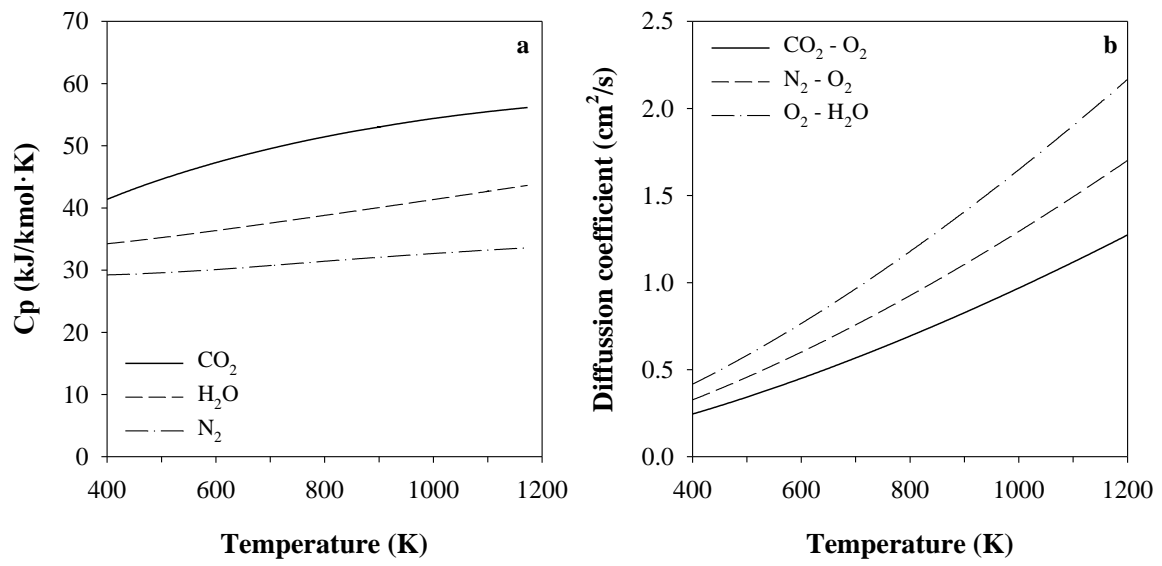 a
Cp (kJ/kmol·K)
70
60
50
40
30
20
10
0
CO₂
H₂O
N₂
400 600 800 1000 1200
Temperature (K)
b
Diffussion coefficient (cm²/s)
2.5
2.0
1.5
1.0
0.5
0.0
CO₂ - O₂
N₂ - O₂
O₂ - H₂O
400 600 800 1000 1200
Temperature (K)